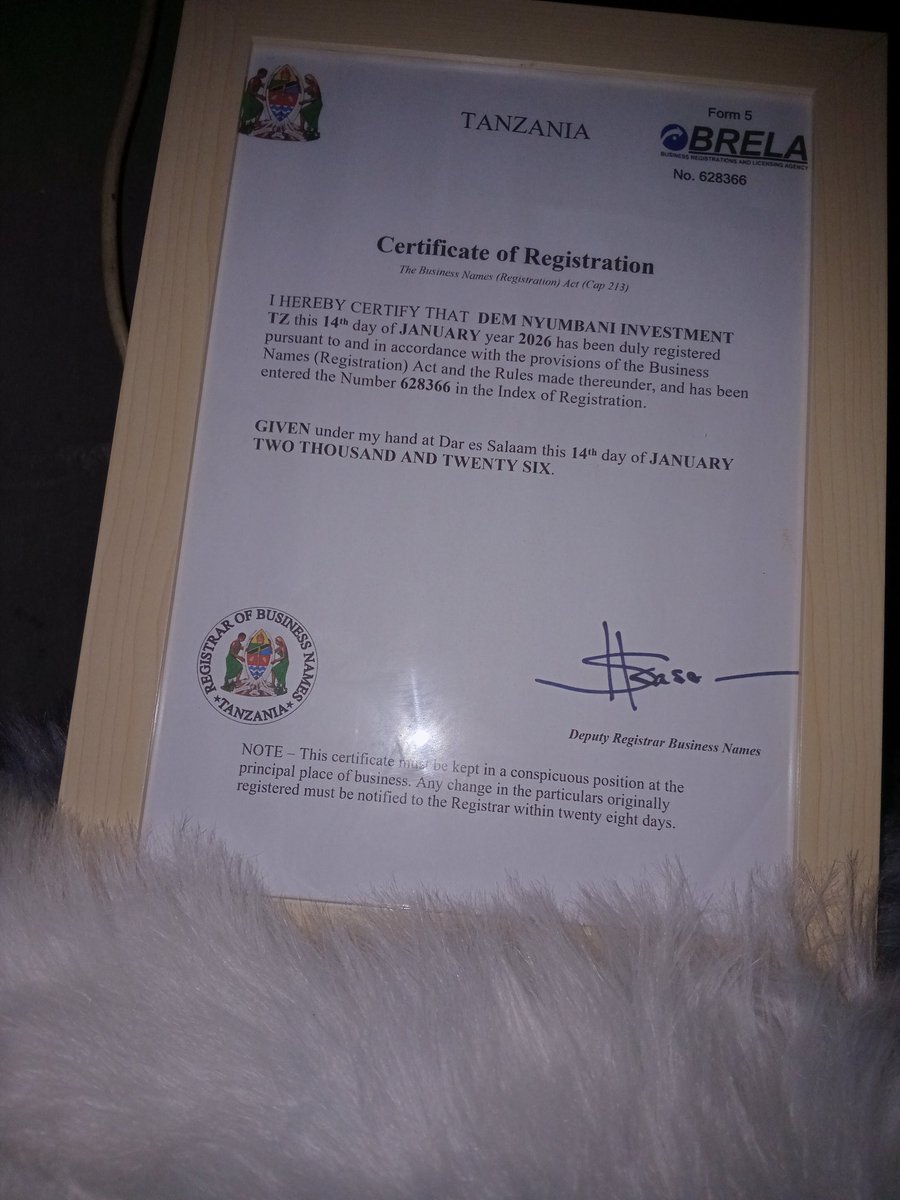 TANZANIA
Form 5
BRELA
BUSINESS REGISTRATIONS AND LICENSING AGENCY
No. 628366
Certificate of Registration
The Business Names (Registration) Act (Cap 213)
I HEREBY CERTIFY THAT DEM NYUMBANI INVESTMENT
TZ this 14th day of JANUARY year 2026 has been duly registered
pursuant to and in accordance with the provisions of the Business
Names (Registration) Act and the Rules made thereunder, and has been
entered the Number 628366 in the Index of Registration.
GIVEN under my hand at Dar es Salaam this 14th day of JANUARY
TWO THOUSAND AND TWENTY SIX.
REGISTRAR OF BUSINESS NAMES
★TANZANIA★
Deputy Registrar Business Names
NOTE – This certificate must be kept in a conspicuous position at the
principal place of business. Any change in the particulars originally
registered must be notified to the Registrar within twenty eight days.